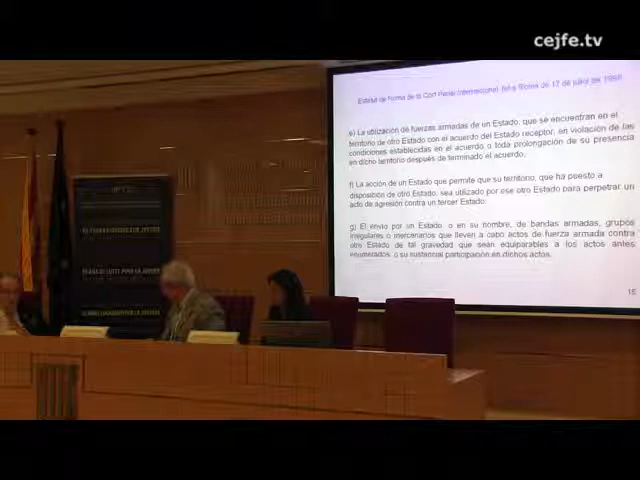 cejfe.tv
Estatut de Roma de la Cort Penal Internacional, fet a Roma de 17 de juliol del 1998
e) La utilización de fuerzas armadas de un Estado, que se encuentran en el
territorio de otro Estado con el acuerdo del Estado receptor, en violación de las
condiciones establecidas en el acuerdo o toda prolongación de su presencia
en dicho territorio después de terminado el acuerdo.
f) La acción de un Estado que permite que su territorio, que ha puesto a
disposición de otro Estado, sea utilizado por ese otro Estado para perpetrar un
acto de agresión contra un tercer Estado.
g) El envío por un Estado o en su nombre, de bandas armadas, grupos
irregulares o mercenarios que lleven a cabo actos de fuerza armada contra
otro Estado de tal gravedad que sean equiparables a los actos antes
enumerados, o su sustancial participación en dichos actos.
15